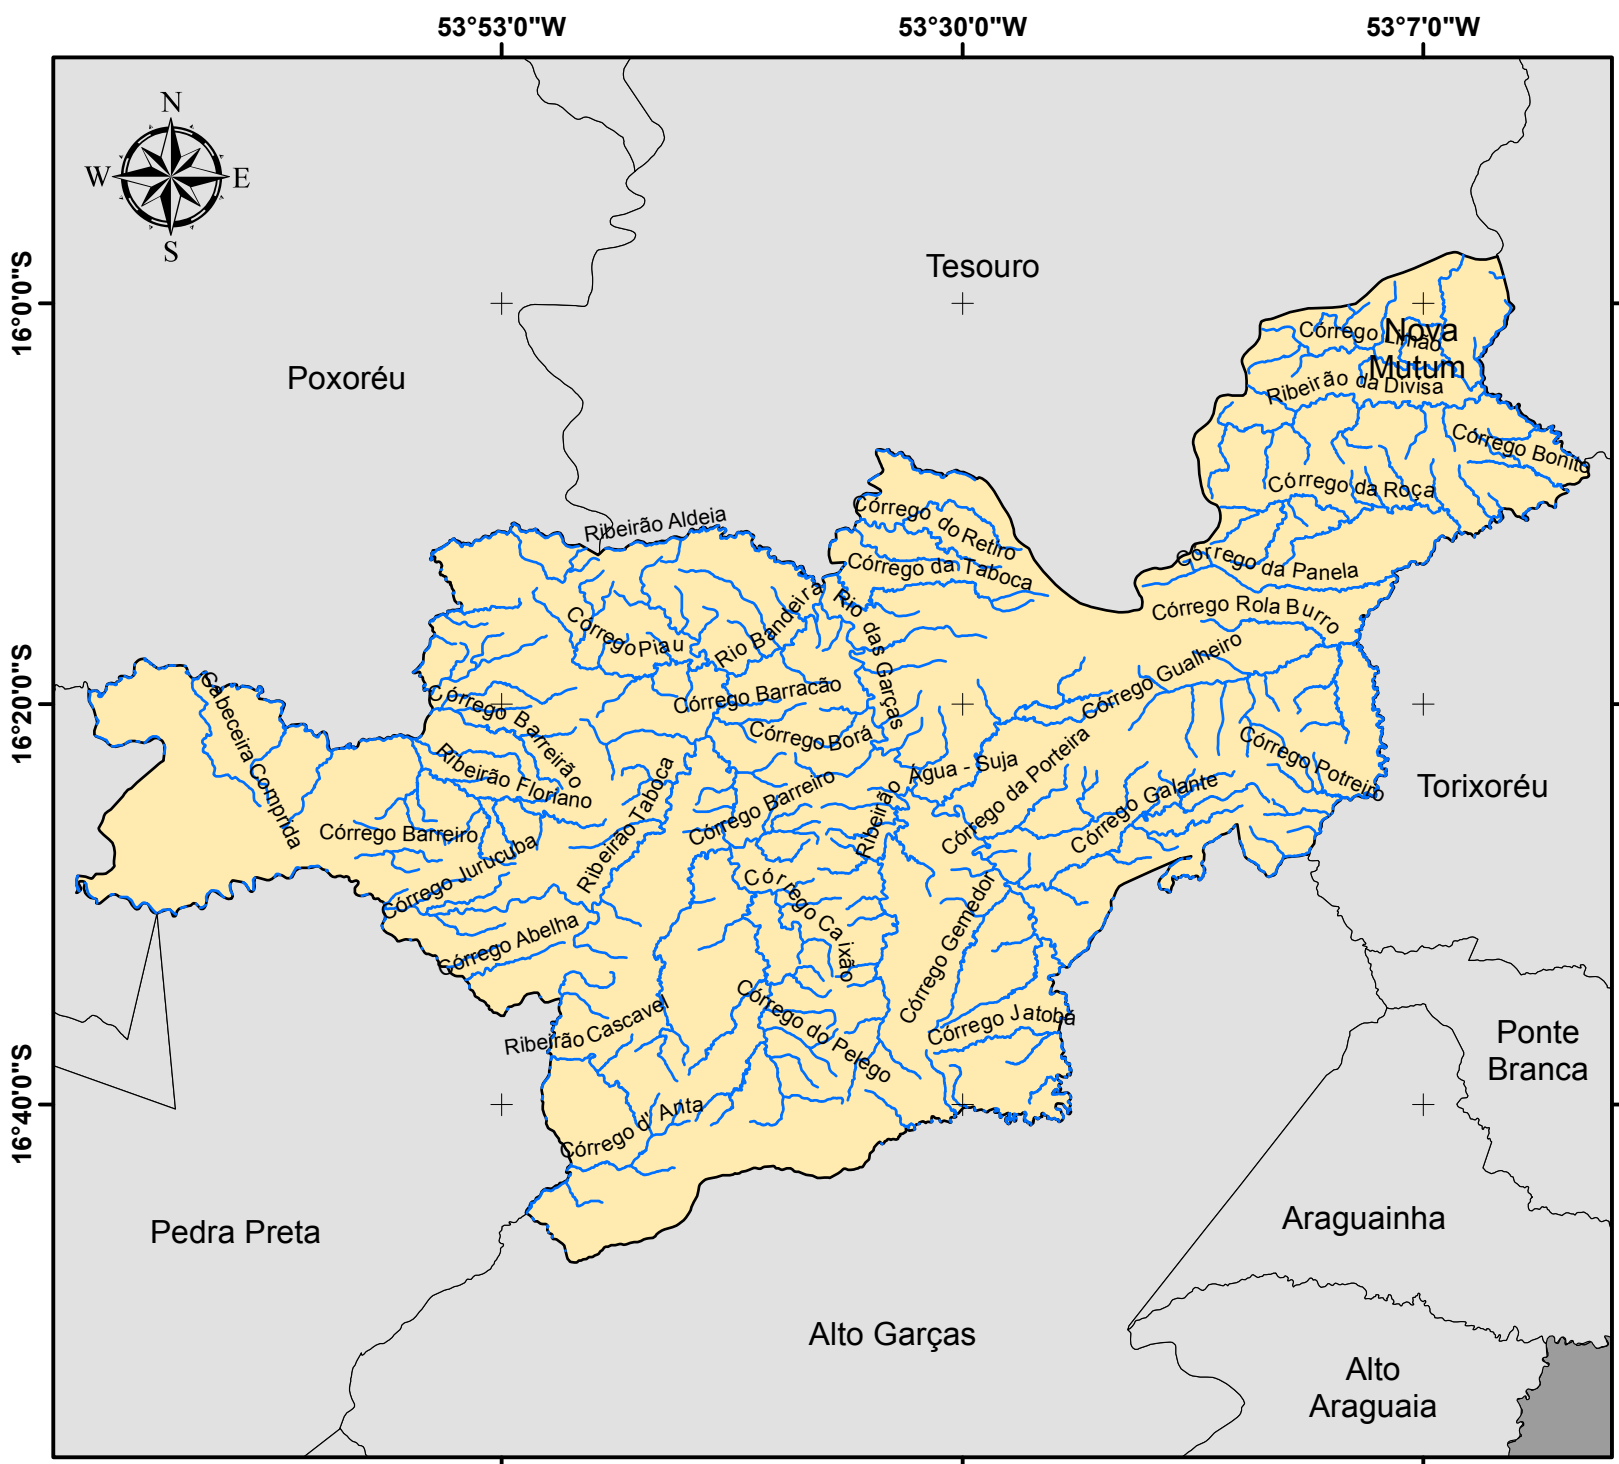 53°53'0"W
53°30'0"W
53°7'0"W
N
W
E
S
16°0'0"S
16°20'0"S
16°40'0"S
Tesouro
Poxoréu
Nova
Mutum
Córrego Limão
Ribeirão da Divisa
Córrego Bonito
Córrego da Roça
Córrego do Retiro
Ribeirão Aldeia
Córrego da Taboca
Córrego da Panela
Córrego Rola Burro
Córrego Piau
Rio Bandeira
Rio das Garças
Córrego Gualheiro
Cabeceira Comprida
Córrego Barreirão
Córrego Barracão
Córrego Borá
Ribeirão Floriano
Ribeirão Taboca
Córrego Barreiro
Ribeirão Água - Suja
Córrego da Porteira
Córrego Galante
Córrego Potreiro
Torixoréu
Córrego Barreiro
Córrego Jurucuba
Córrego Abelha
Córrego Caixão
Córrego Gemedor
Córrego Jatobá
Ribeirão Cascavel
Córrego do Pelego
Córrego d' Anta
Ponte
Branca
Pedra Preta
Araguainha
Alto Garças
Alto
Araguaia